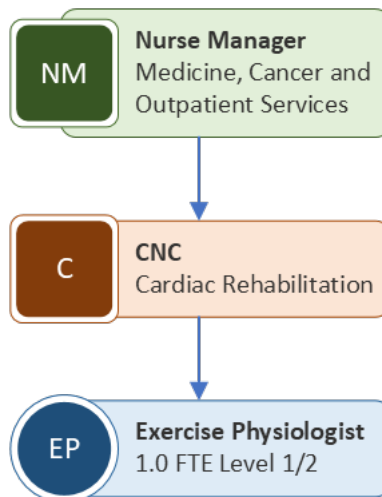 NM
Nurse Manager
Medicine, Cancer and
Outpatient Services
C
CNC
Cardiac Rehabilitation
EP
Exercise Physiologist
1.0 FTE Level 1/2